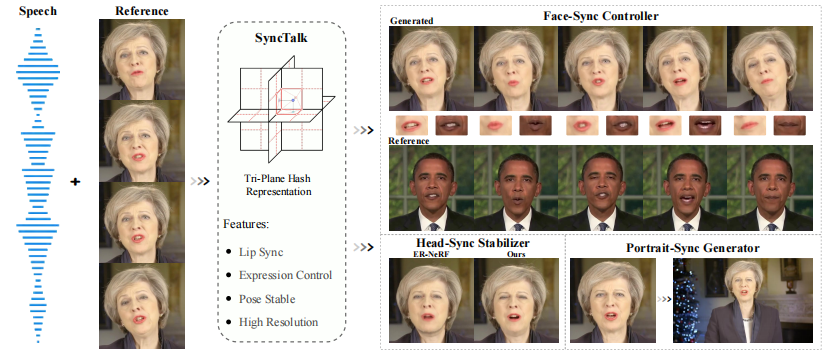 Speech
Reference
SyncTalk
Tri-Plane Hash
Representation
Features:
• Lip Sync
• Expression Control
• Pose Stable
• High Resolution
Face-Sync Controller
Generated
Reference
Head-Sync Stabilizer
ER-NeRF
Ours
Portrait-Sync Generator